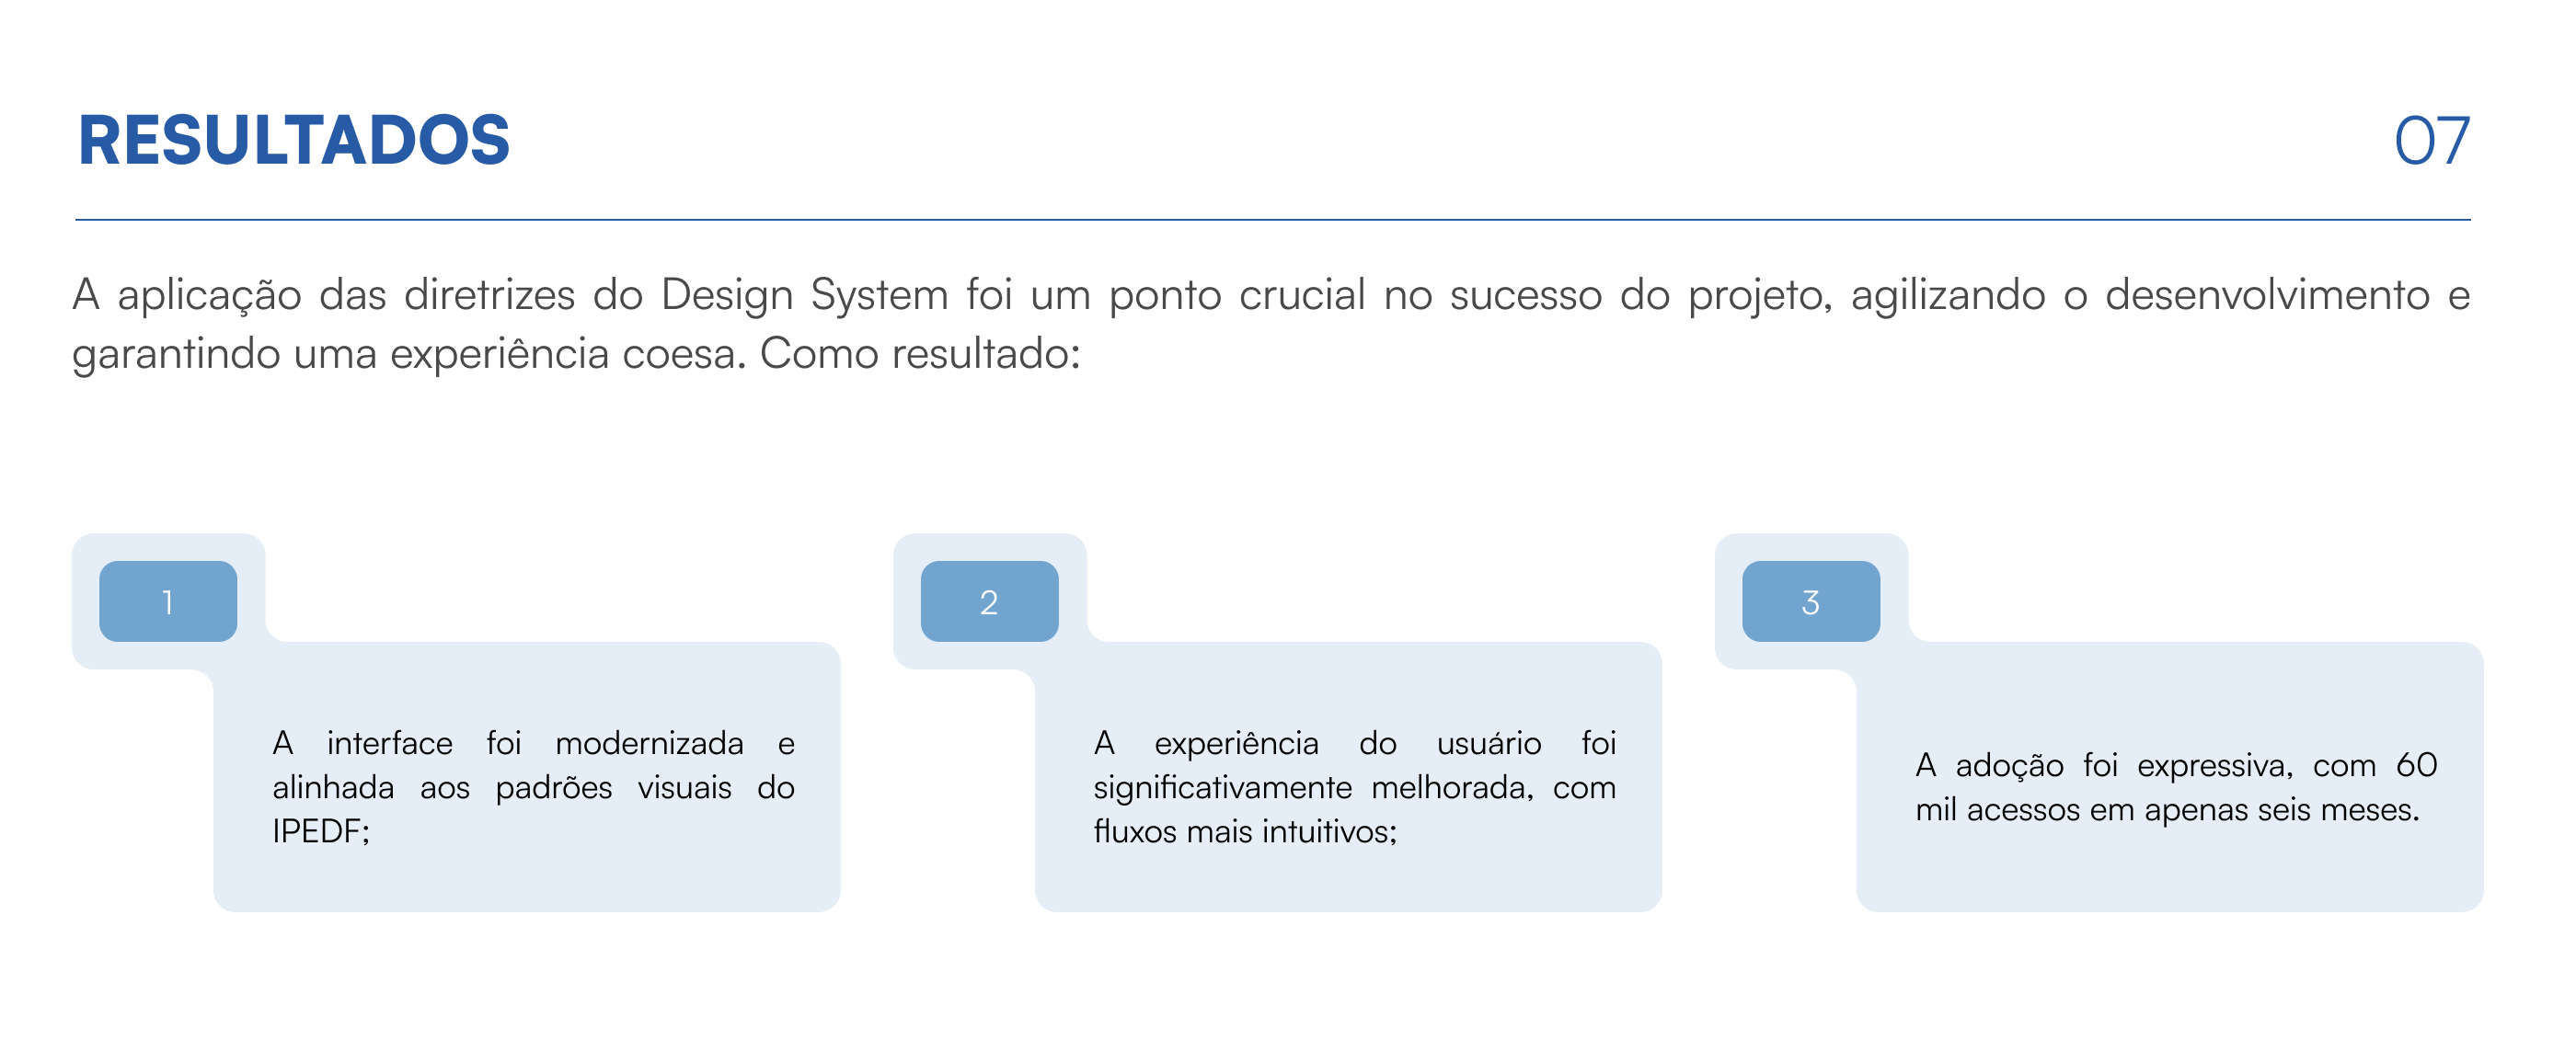 RESULTADOS
07
A aplicação das diretrizes do Design System foi um ponto crucial no sucesso do projeto, agilizando o desenvolvimento e
garantindo uma experiência coesa. Como resultado:
1
A interface foi modernizada e
alinhada aos padrões visuais do
IPEDF;
2
A experiência do usuário foi
significativamente melhorada, com
fluxos mais intuitivos;
3
A adoção foi expressiva, com 60
mil acessos em apenas seis meses.